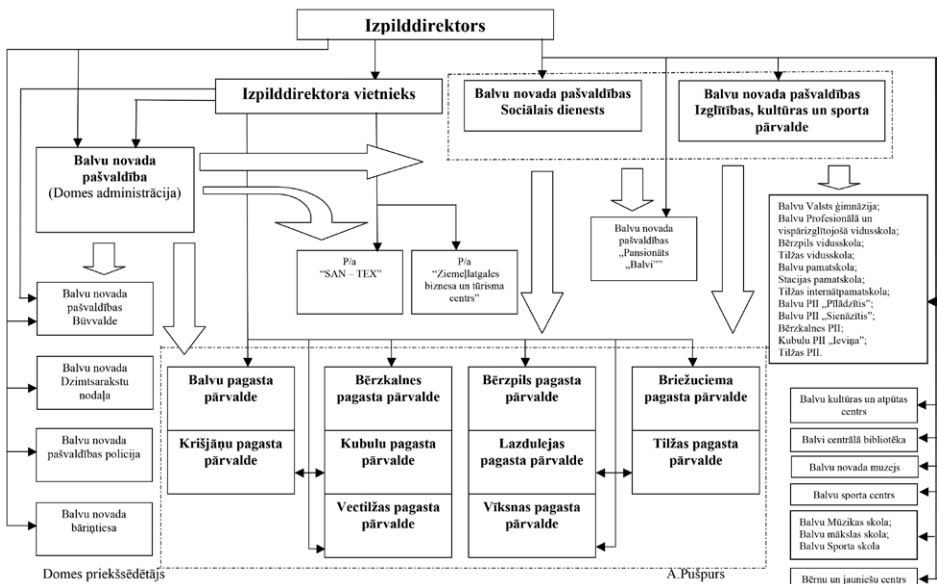 Izpilddirektors
Izpilddirektora vietnieks
Balvu novada pašvaldības
Sociālais dienests
Balvu novada pašvaldības
Izglītības, kultūras un sporta
pārvalde
Balvu novada
pašvaldība
(Domes administrācija)
P/a
“SAN – TEX”
P/a
“Ziemeļlatgales
biznesa un tūrisma
centrs”
Balvu novada
pašvaldības
„Pansionāts
„Balvi””
Balvu Valsts ģimnāzija;
Balvu Profesionālā un
vispārizglītojošā vidusskola;
Bērzpils vidusskola;
Tilžas vidusskola;
Balvu pamatskola;
Stacijas pamatskola;
Tilžas internātpamatskola;
Balvu PII „Pīlādzītis”;
Balvu PII „Sienāzītis”;
Bērzkalnes PII;
Kubulu PII „Ieviņa”;
Tilžas PII.
Balvu novada
pašvaldības
Būvvalde
Balvu novada
Dzimtsarakstu
nodaļa
Balvu novada
pašvaldības policija
Balvu novada
bāriņtiesa
Balvu pagasta
pārvalde
Krišjāņu pagasta
pārvalde
Bērzkalnes
pagasta pārvalde
Kubulu pagasta
pārvalde
Vectilžas pagasta
pārvalde
Bērzpils pagasta
pārvalde
Lazdulejas
pagasta pārvalde
Vīksnas pagasta
pārvalde
Briežuciema
pagasta pārvalde
Tilžas pagasta
pārvalde
Balvu kultūras un atpūtas
centrs
Balvi centrālā bibliotēka
Balvu novada muzejs
Balvu sporta centrs
Balvu Mūzikas skola;
Balvu mākslas skola;
Balvu Sporta skola
Bērnu un jauniešu centrs
Domes priekšsēdētājs
A.Pušpurs